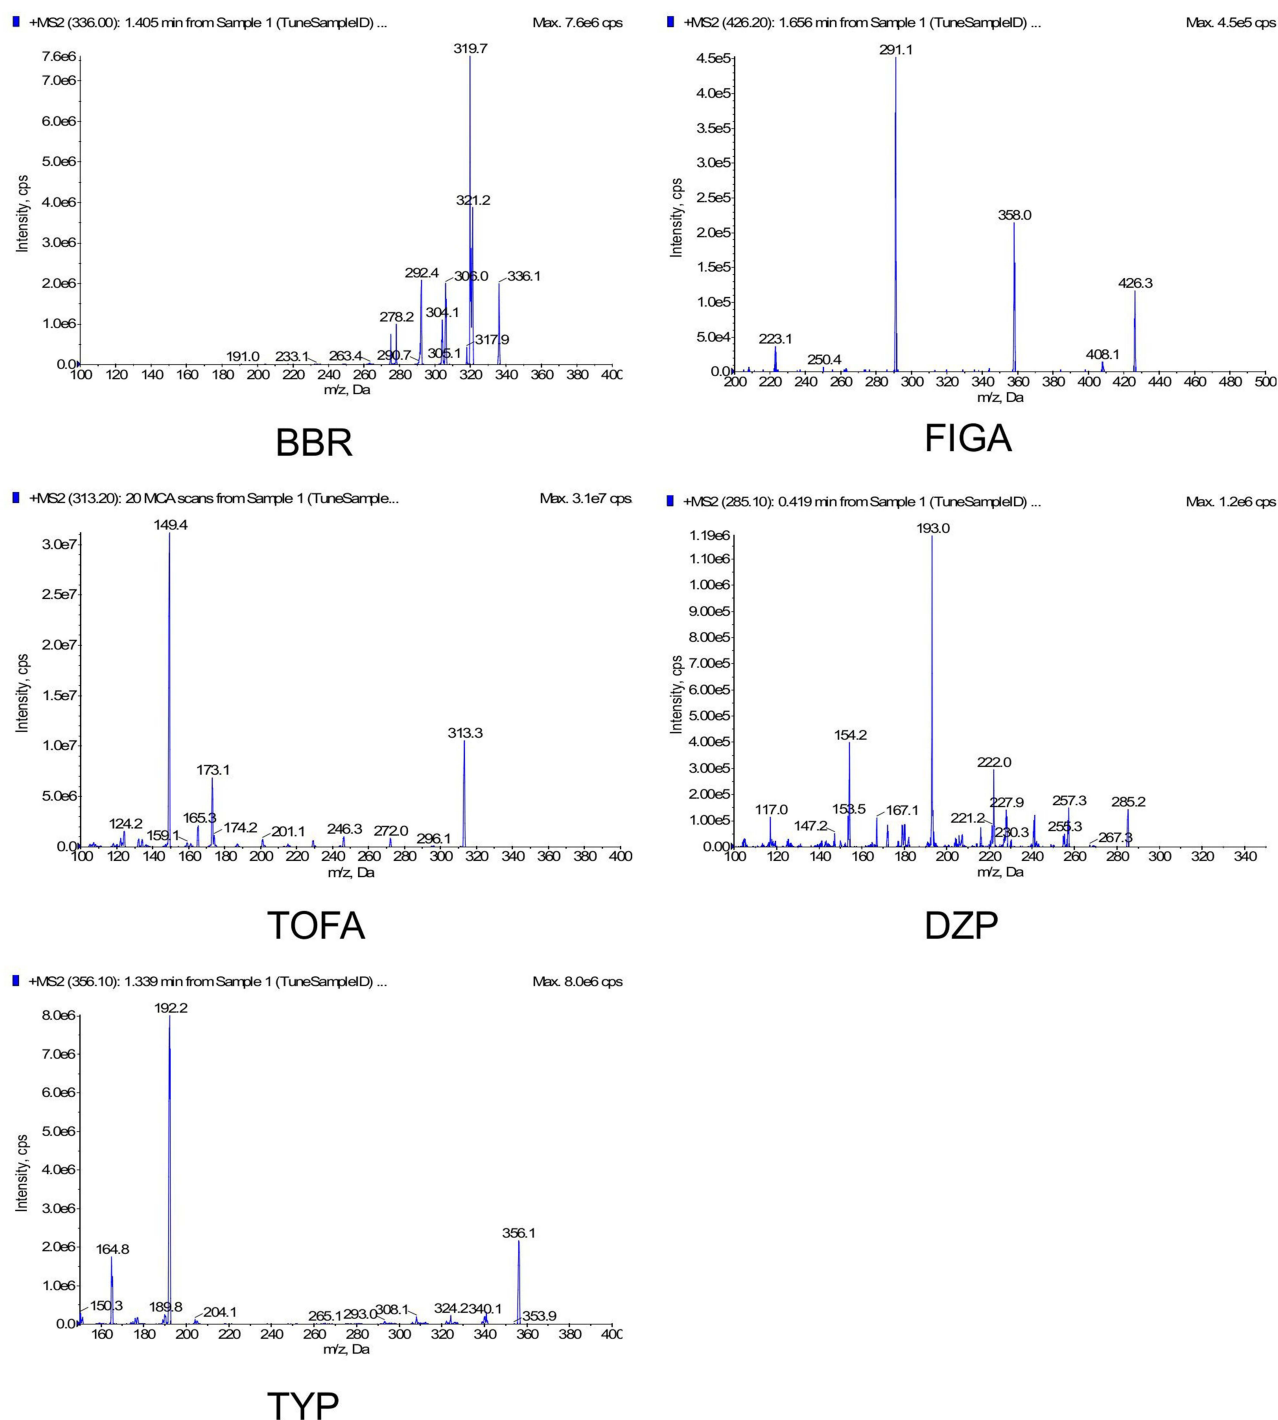 +MS2 (336.00): 1.405 min from Sample 1 (TuneSampleID) ... Max. 7.6e6 cps
319.7
7.6e6
7.0e6
6.0e6
5.0e6
4.0e6
321.2
3.0e6
292.4
306.0
336.1
2.0e6
304.1
278.2
1.0e6
317.9
191.0 233.1 263.4 290.7 305.1
0.0
100 120 140 160 180 200 220 240 260 280 300 320 340 360 380 400
Intensity, cps
m/z, Da
BBR
+MS2 (426.20): 1.656 min from Sample 1 (TuneSampleID) ... Max. 4.5e5 cps
291.1
4.5e5
4.0e5
3.5e5
3.0e5
2.5e5
358.0
2.0e5
1.5e5
426.3
1.0e5
5.0e4
223.1
250.4
408.1
0.0
200 220 240 260 280 300 320 340 360 380 400 420 440 460 480 500
Intensity, cps
m/z, Da
FIGA
+MS2 (313.20): 20 MCA scans from Sample 1 (TuneSample... Max. 3.1e7 cps
149.4
3.0e7
2.5e7
2.0e7
1.5e7
313.3
1.0e7
173.1
5.0e6
165.3
124.2 159.1 174.2 201.1 246.3 272.0 296.1
0.0
100 120 140 160 180 200 220 240 260 280 300 320 340 360 380 400
Intensity, cps
m/z, Da
TOFA
+MS2 (285.10): 0.419 min from Sample 1 (TuneSampleID) ... Max. 1.2e6 cps
193.0
1.19e6
1.10e6
1.00e6
9.00e5
8.00e5
7.00e5
6.00e5
5.00e5
154.2
4.00e5
222.0
3.00e5
2.00e5
117.0 153.5 167.1 227.9 257.3 285.2
1.00e5
147.2 221.2 230.3 255.3 267.3
0.00
100 120 140 160 180 200 220 240 260 280 300 320 340
Intensity, cps
m/z, Da
DZP
+MS2 (356.10): 1.339 min from Sample 1 (TuneSampleID) ... Max. 8.0e6 cps
192.2
8.0e6
7.0e6
6.0e6
5.0e6
4.0e6
3.0e6
356.1
2.0e6
164.8
1.0e6
150.3 189.8 204.1 265.1 293.0 308.1 324.2 340.1 353.9
0.0
160 180 200 220 240 260 280 300 320 340 360 380 400
Intensity, cps
m/z, Da
TYP